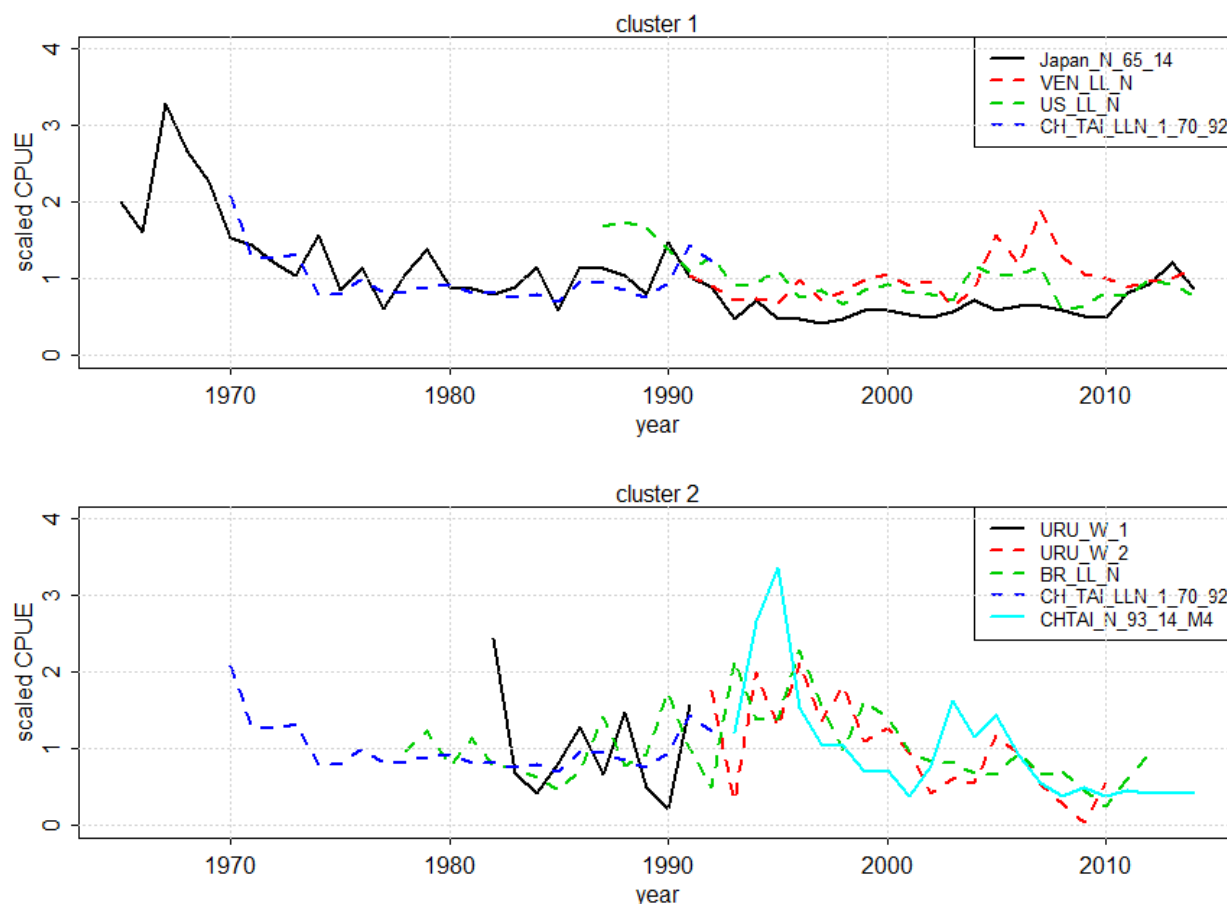 cluster 1
scaled CPUE
4
3
2
1
0
Japan_N_65_14
VEN_LL_N
US_LL_N
CH_TAI_LLN_1_70_92
1970 1980 1990 2000 2010
year
cluster 2
scaled CPUE
4
3
2
1
0
URU_W_1
URU_W_2
BR_LL_N
CH_TAI_LLN_1_70_92
CHTAI_N_93_14_M4
1970 1980 1990 2000 2010
year